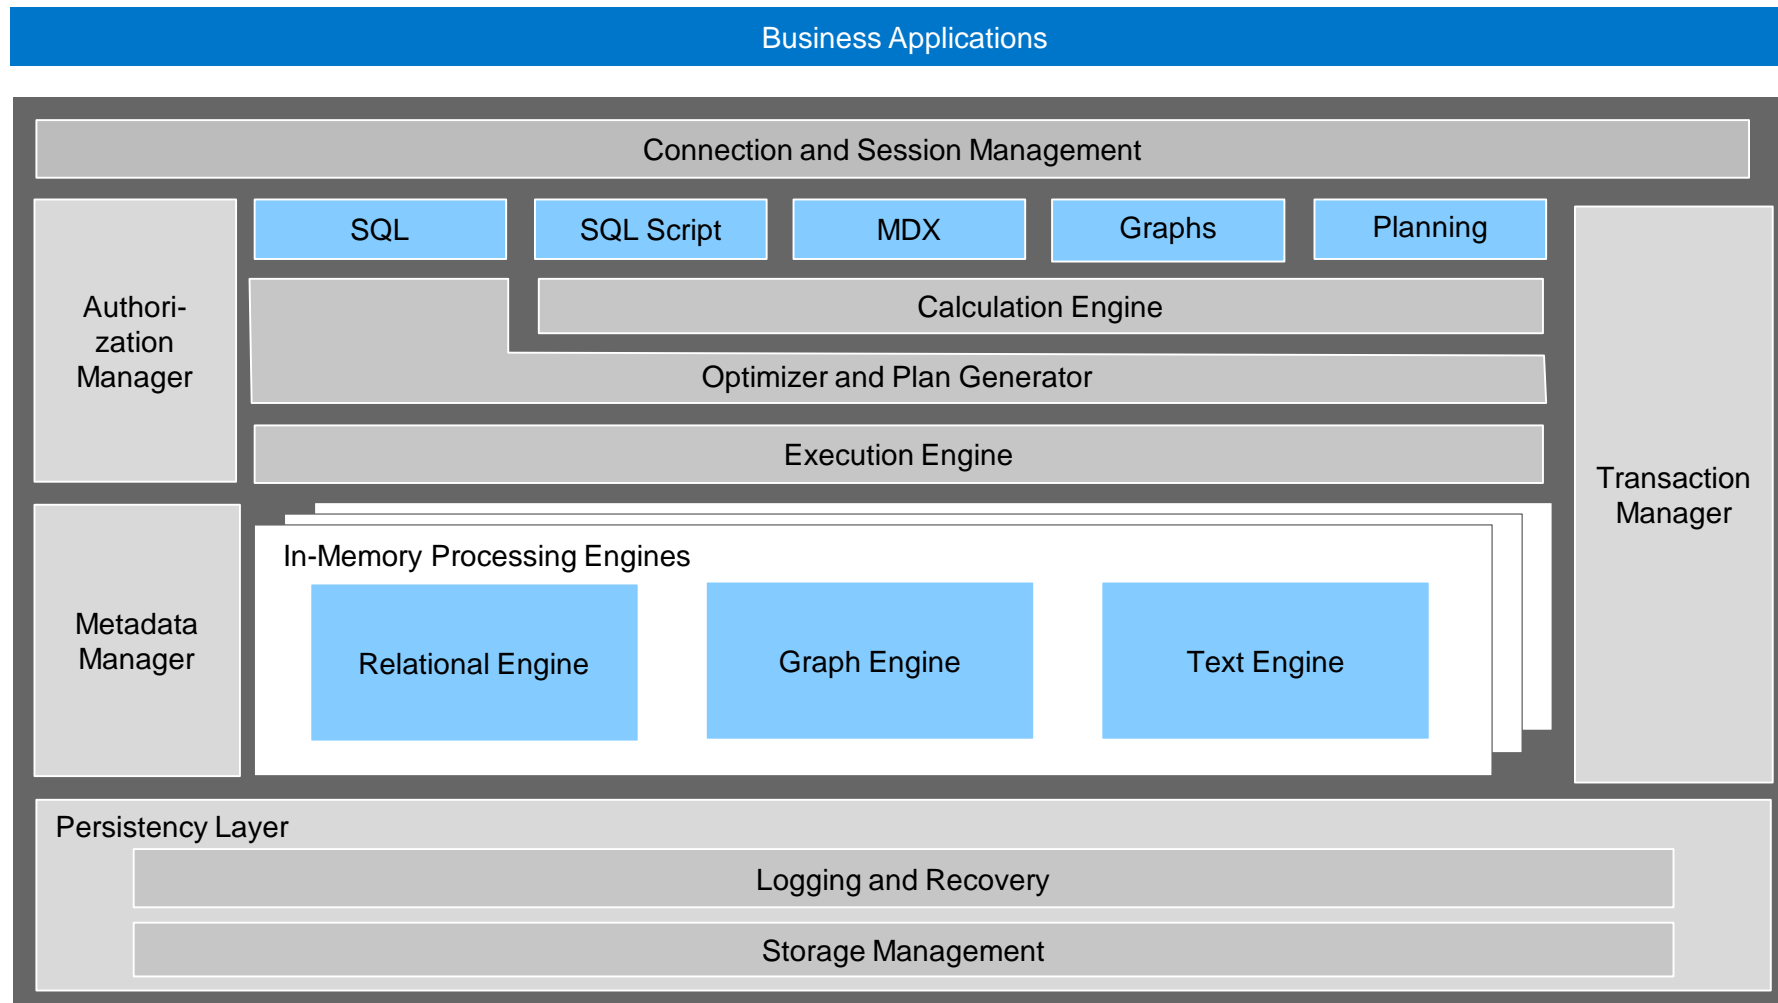 Business Applications
Connection and Session Management
SQL
SQL Script
MDX
Graphs
Planning
Authori-
zation
Manager
Calculation Engine
Optimizer and Plan Generator
Execution Engine
Transaction
Manager
Metadata
Manager
In-Memory Processing Engines
Relational Engine
Graph Engine
Text Engine
Persistency Layer
Logging and Recovery
Storage Management